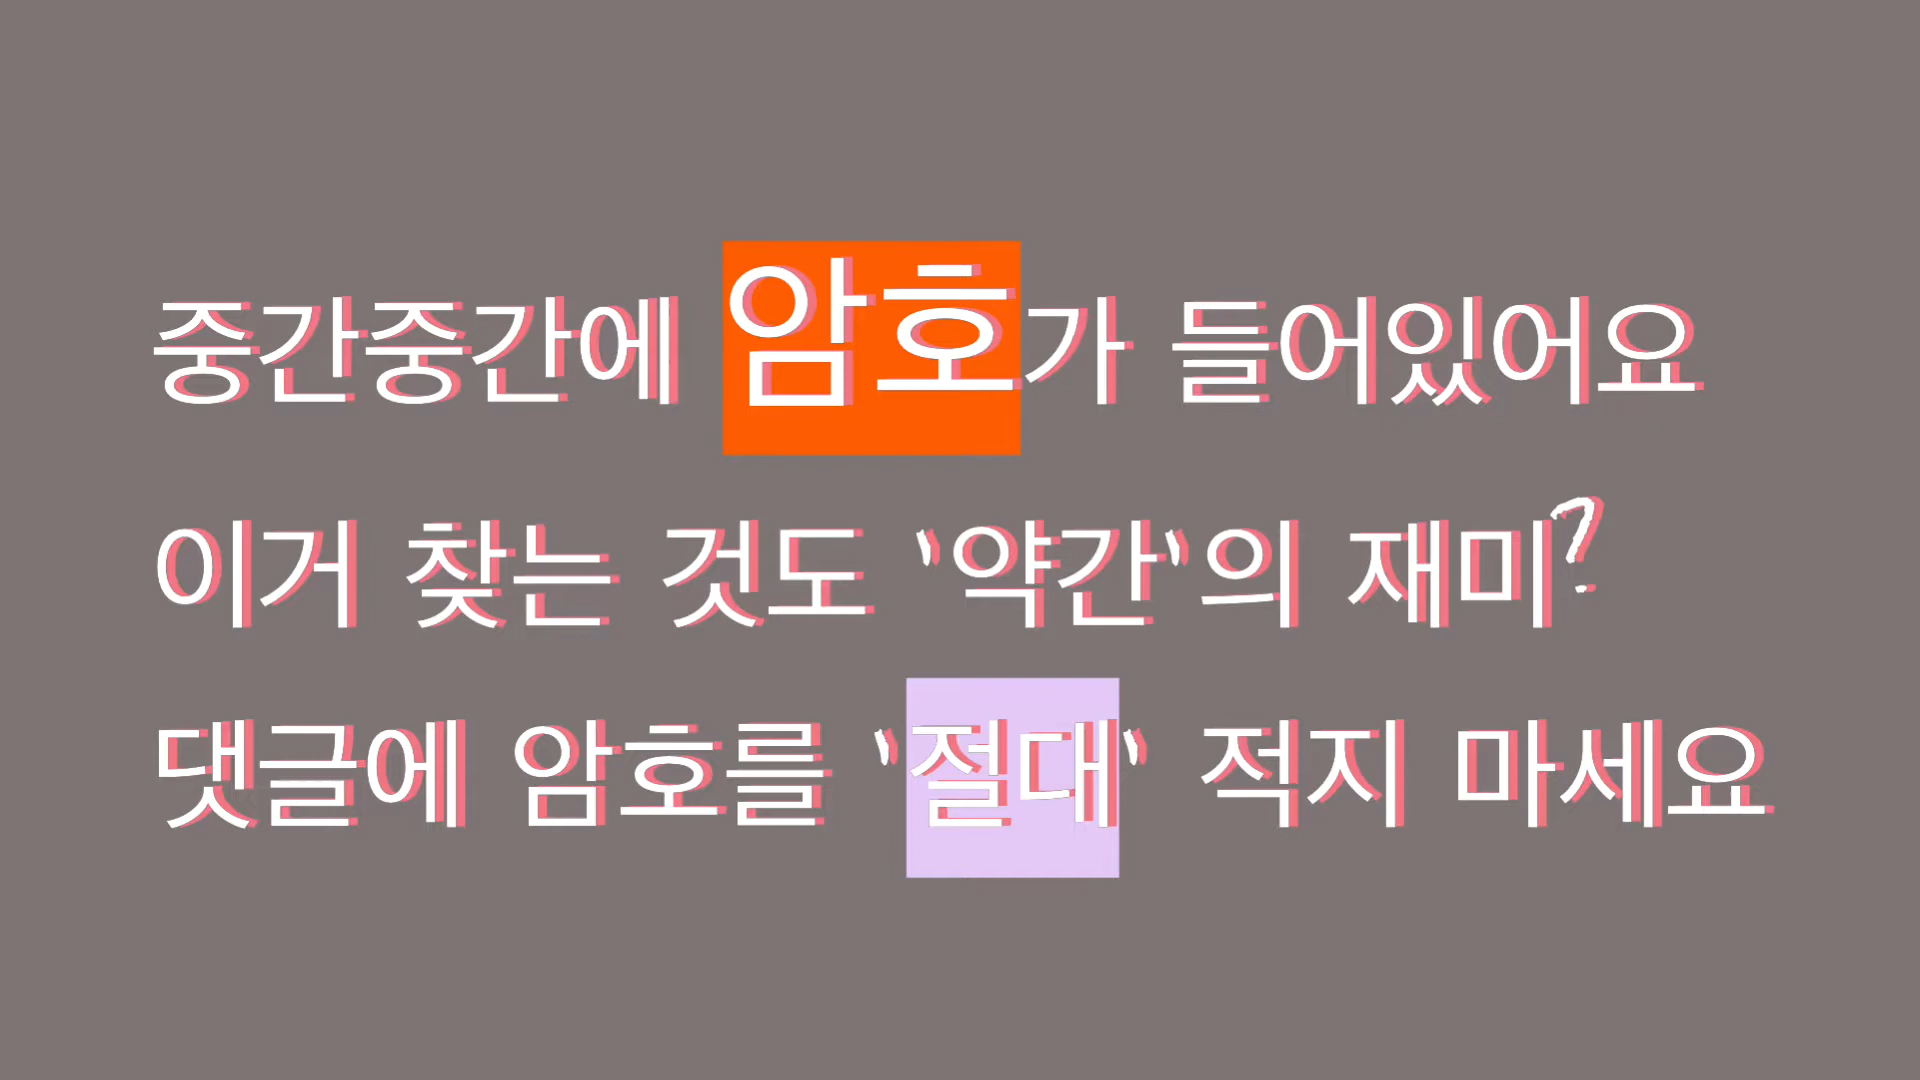 중간중간에 암호가 들어있어요
이거 찾는 것도 '약간'의 재미?
댓글에 암호를 '절대' 적지 마세요